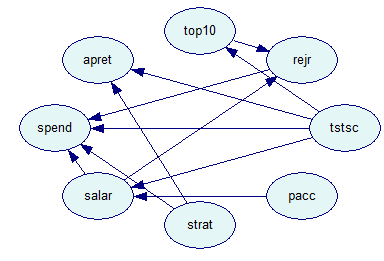 top10
apret
rejr
spend
tstsc
salar
pacc
strat